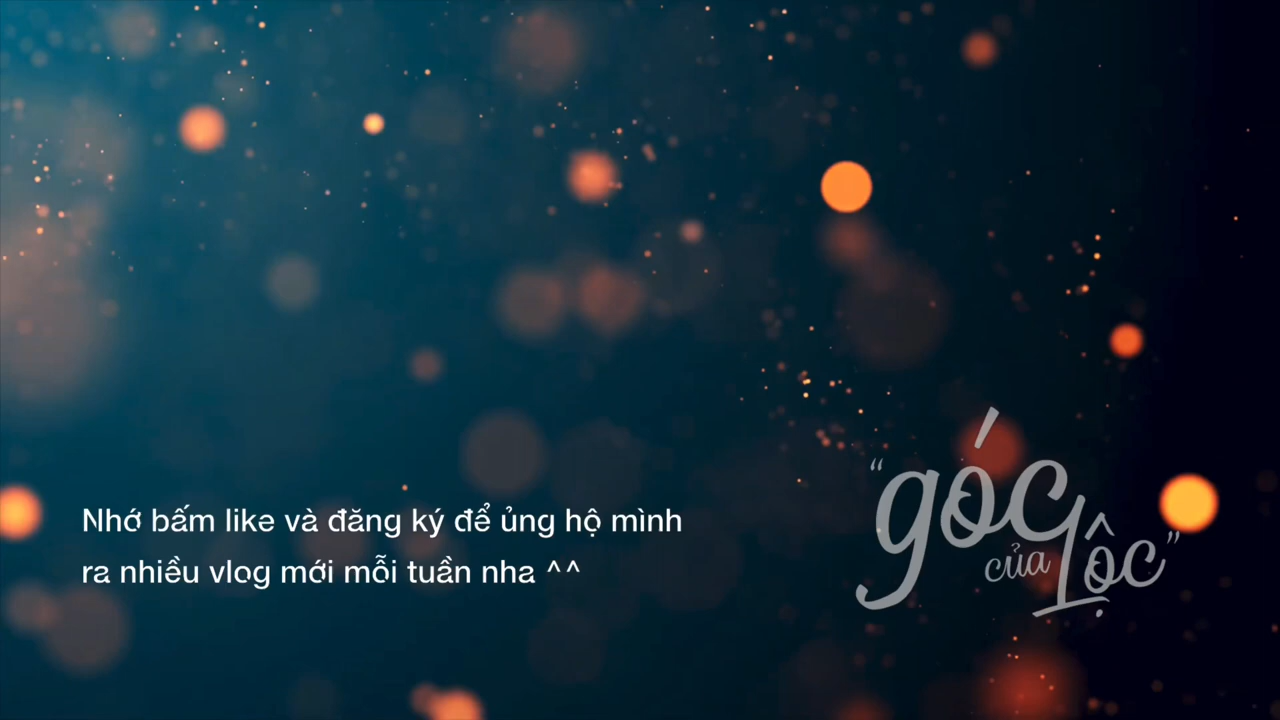 Nhớ bấm like và đăng ký để ủng hộ mình
ra nhiều vlog mới mỗi tuần nha ^^
“góc
của Lộc”